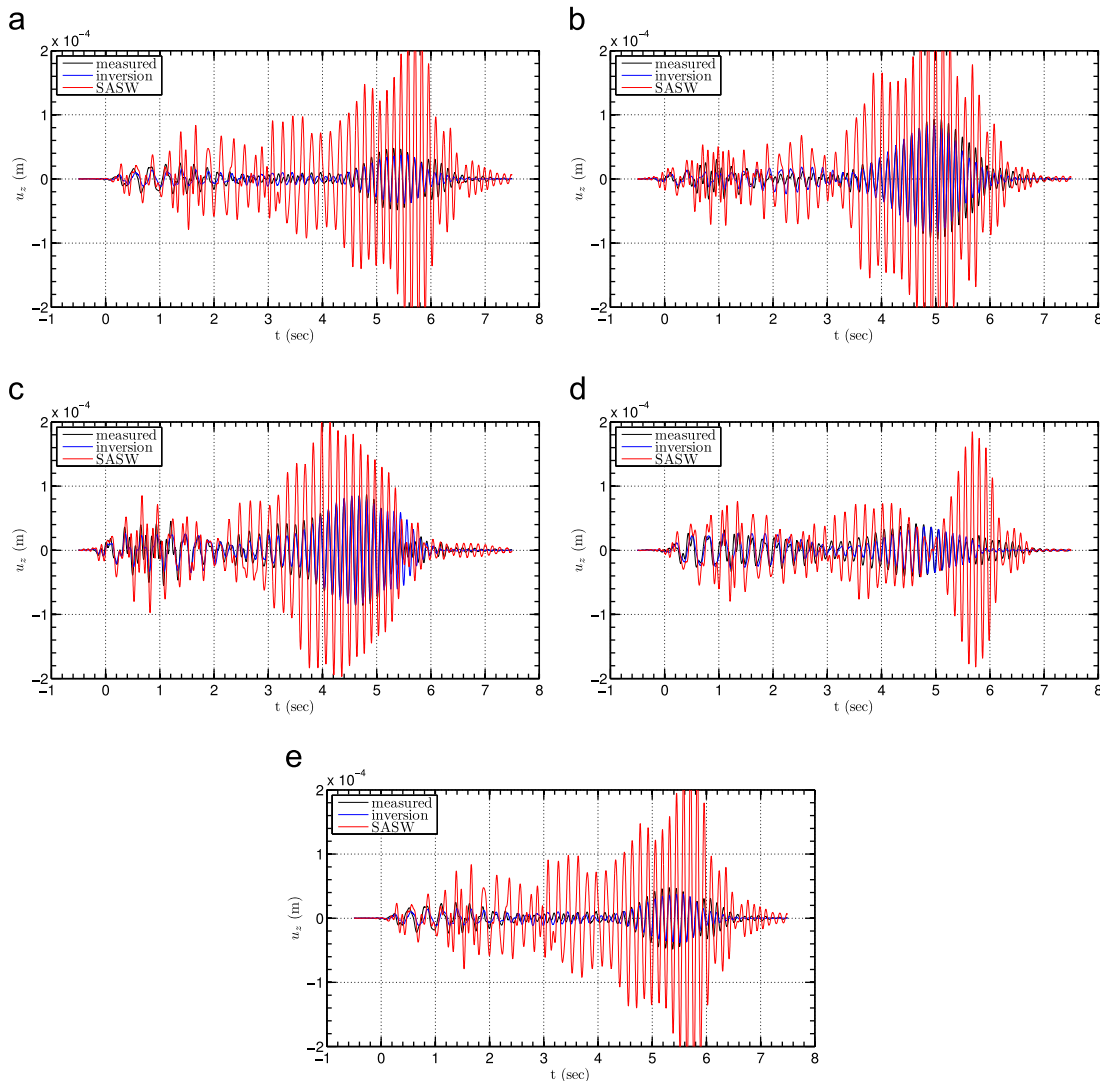 a
x 10⁻⁴
measured
inversion
SASW
2
1
0
−1
−2
u_z (m)
−1 0 1 2 3 4 5 6 7 8
t (sec)
b
x 10⁻⁴
measured
inversion
SASW
2
1
0
−1
−2
u_z (m)
−1 0 1 2 3 4 5 6 7 8
t (sec)
c
x 10⁻⁴
measured
inversion
SASW
2
1
0
−1
−2
u_z (m)
−1 0 1 2 3 4 5 6 7 8
t (sec)
d
x 10⁻⁴
measured
inversion
SASW
2
1
0
−1
−2
u_z (m)
−1 0 1 2 3 4 5 6 7 8
t (sec)
e
x 10⁻⁴
measured
inversion
SASW
2
1
0
−1
−2
u_z (m)
−1 0 1 2 3 4 5 6 7 8
t (sec)